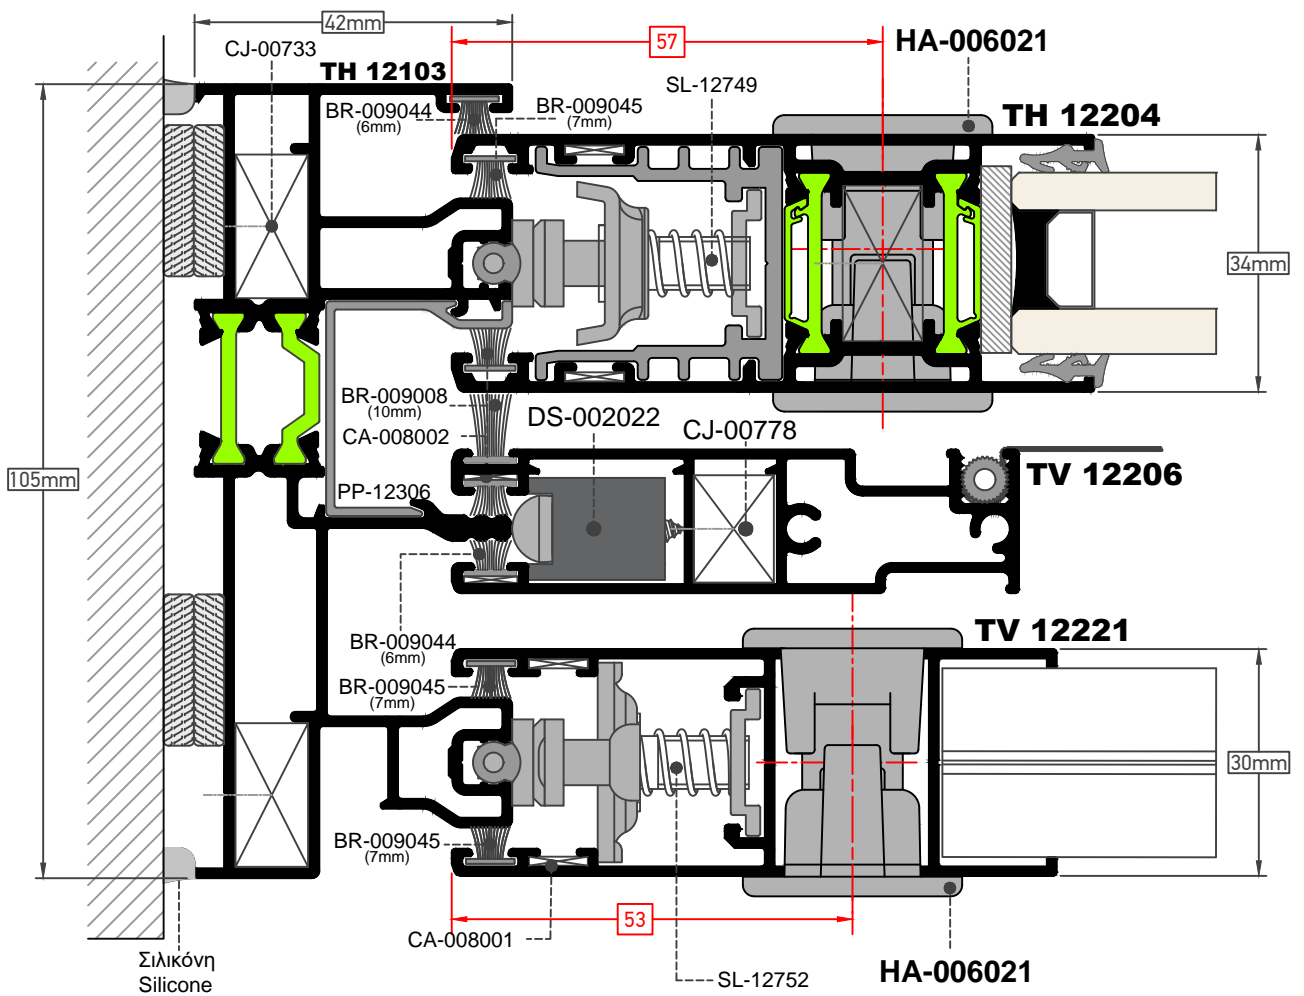 42mm
57
HA-006021
CJ-00733
TH 12103
BR-009044
(6mm)
BR-009045
(7mm)
SL-12749
TH 12204
34mm
BR-009008
(10mm)
CA-008002
DS-002022
CJ-00778
TV 12206
105mm
PP-12306
BR-009044
(6mm)
TV 12221
BR-009045
(7mm)
30mm
BR-009045
(7mm)
53
CA-008001
Σιλικόνη
Silicone
SL-12752
HA-006021